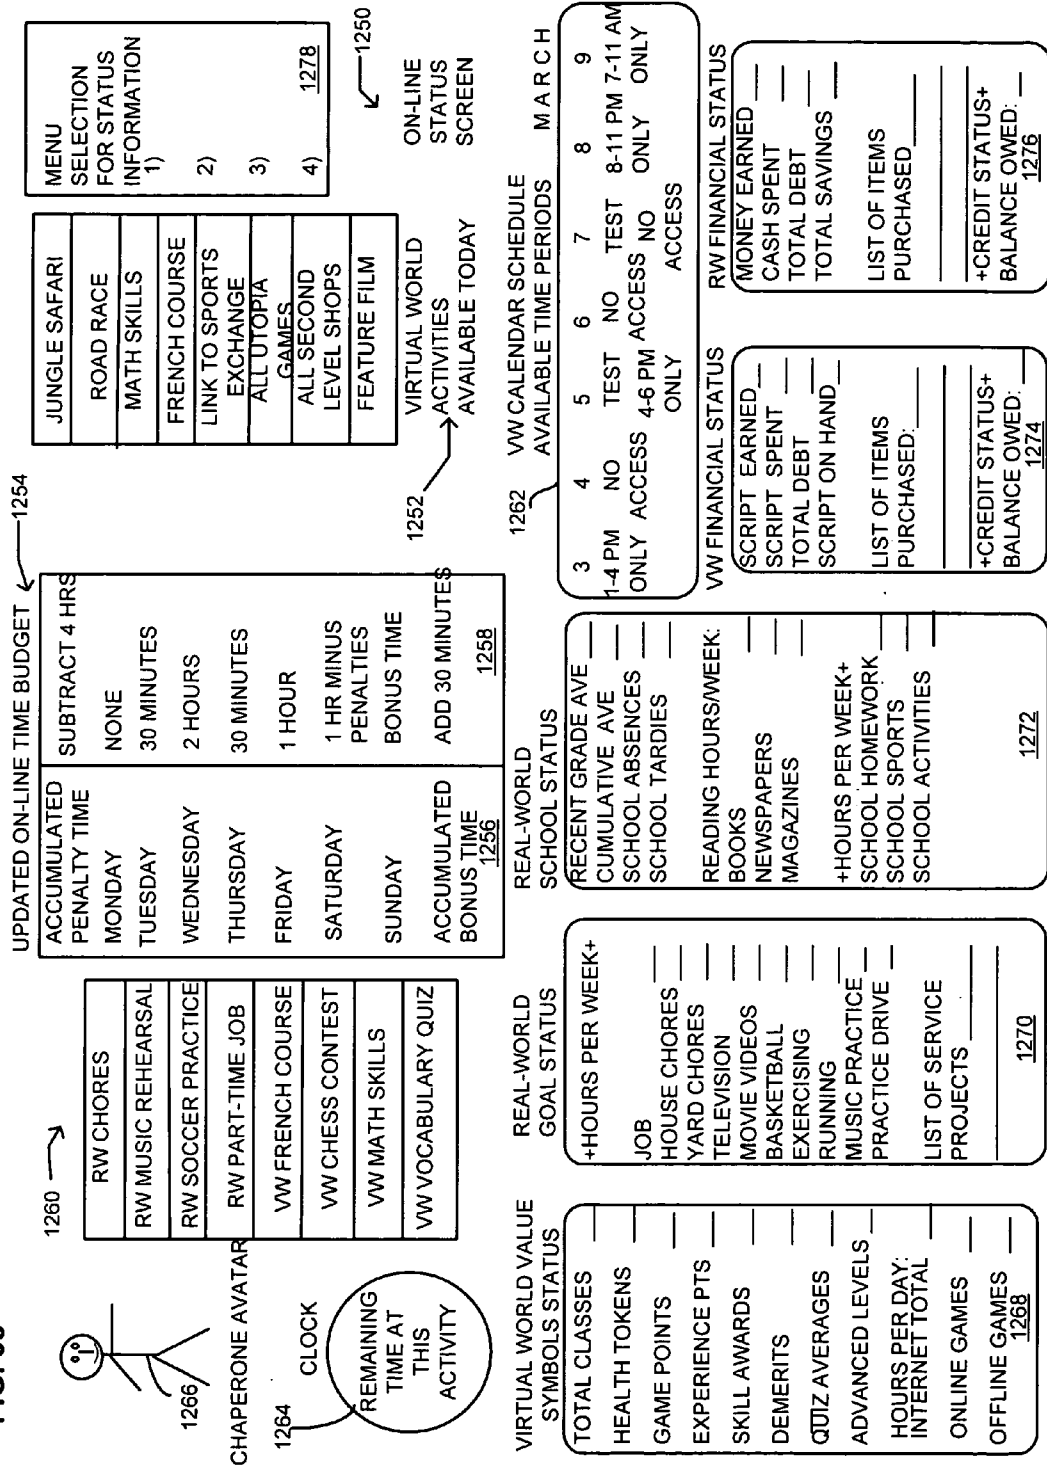 1266
CHAPERONE AVATAR
1264
CLOCK
REMAINING
TIME AT
THIS
ACTIVITY
1260
RW CHORES
RW MUSIC REHEARSAL
RW SOCCER PRACTICE
RW PART-TIME JOB
VW FRENCH COURSE
VW CHESS CONTEST
VW MATH SKILLS
VW VOCABULARY QUIZ
UPDATED ON-LINE TIME BUDGET
1254
ACCUMULATED
PENALTY TIME
SUBTRACT 4 HRS
MONDAY NONE
TUESDAY 30 MINUTES
WEDNESDAY 2 HOURS
THURSDAY 30 MINUTES
FRIDAY 1 HOUR
SATURDAY 1 HR MINUS
PENALTIES
SUNDAY BONUS TIME
ACCUMULATED
BONUS TIME
ADD 30 MINUTES
1256
1258
JUNGLE SAFARI
ROAD RACE
MATH SKILLS
FRENCH COURSE
LINK TO SPORTS
EXCHANGE
ALL UTOPIA
GAMES
ALL SECOND
LEVEL SHOPS
FEATURE FILM
1252
VIRTUAL WORLD
ACTIVITIES
AVAILABLE TODAY
MENU
SELECTION
FOR STATUS
INFORMATION
1)
2)
3)
4)
1278
1250
ON-LINE
STATUS
SCREEN
VIRTUAL WORLD VALUE
SYMBOLS STATUS
TOTAL CLASSES
HEALTH TOKENS
GAME POINTS
EXPERIENCE PTS
SKILL AWARDS
DEMERITS
QUIZ AVERAGES
ADVANCED LEVELS
HOURS PER DAY:
INTERNET TOTAL
ONLINE GAMES
OFFLINE GAMES
1268
REAL-WORLD
GOAL STATUS
+HOURS PER WEEK+
JOB
HOUSE CHORES
YARD CHORES
TELEVISION
MOVIE VIDEOS
BASKETBALL
EXERCISING
RUNNING
MUSIC PRACTICE
PRACTICE DRIVE
LIST OF SERVICE
PROJECTS
1270
REAL-WORLD
SCHOOL STATUS
RECENT GRADE AVE
CUMULATIVE AVE
SCHOOL ABSENCES
SCHOOL TARDIES
READING HOURS/WEEK:
BOOKS
NEWSPAPERS
MAGAZINES
+HOURS PER WEEK+
SCHOOL HOMEWORK
SCHOOL SPORTS
SCHOOL ACTIVITIES
1272
1262
VW CALENDAR SCHEDULE
AVAILABLE TIME PERIODS MARCH
3 4 5 6 7 8 9
1-4 PM NO TEST NO TEST 8-11 PM 7-11 AM
ONLY ACCESS 4-6 PM ACCESS NO ONLY ONLY
ONLY ACCESS
VW FINANCIAL STATUS
SCRIPT EARNED
SCRIPT SPENT
TOTAL DEBT
SCRIPT ON HAND
LIST OF ITEMS
PURCHASED:
+CREDIT STATUS+
BALANCE OWED:
1274
RW FINANCIAL STATUS
MONEY EARNED
CASH SPENT
TOTAL DEBT
TOTAL SAVINGS
LIST OF ITEMS
PURCHASED
+CREDIT STATUS+
BALANCE OWED:
1276